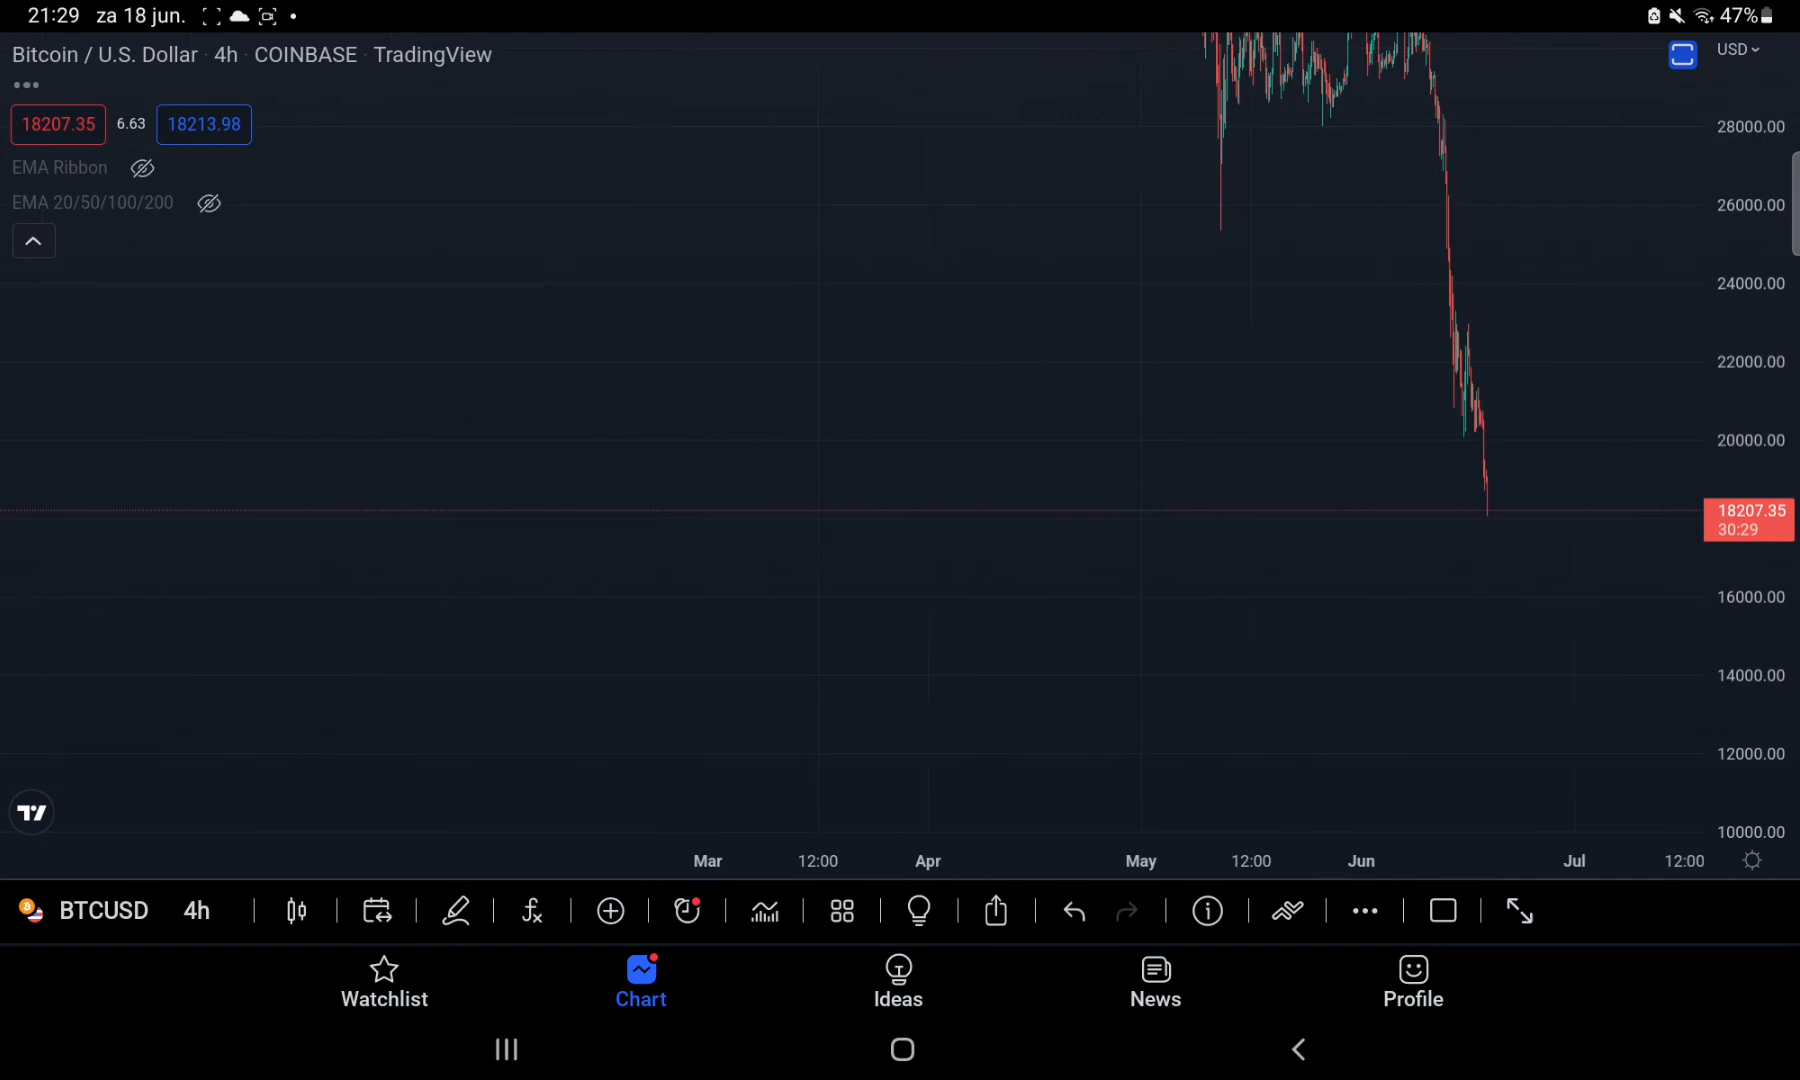 21:29 za 18 jun. 47%
Bitcoin / U.S. Dollar · 4h · COINBASE · TradingView
USD
18207.35 6.63 18213.98
EMA Ribbon
EMA 20/50/100/200
28000.00
26000.00
24000.00
22000.00
20000.00
18207.35
30:29
16000.00
14000.00
12000.00
10000.00
Mar 12:00 Apr May 12:00 Jun Jul 12:00
BTCUSD 4h
Watchlist Chart Ideas News Profile